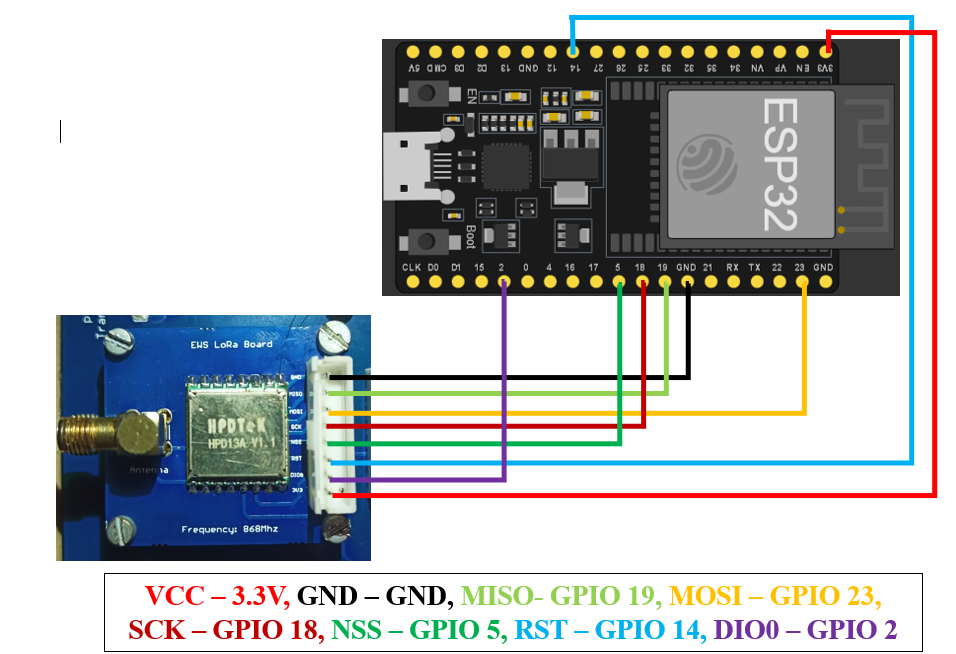 5V CMD D3 D2 13 GND 12 14 27 26 25 33 32 35 34 VN VP EN 3V3
EN
ESP32
Boot
CLK D0 D1 15 2 0 4 16 17 5 18 19 GND 21 RX TX 22 23 GND
Tran
EWS LoRa Board
GND
MISO
MOSI
SCK
NSS
RST
DIO0
3V3
HPDTeK
HPD13A V1.1
Antenna
Frequency: 868Mhz
VCC – 3.3V, GND – GND, MISO- GPIO 19, MOSI – GPIO 23,
SCK – GPIO 18, NSS – GPIO 5, RST – GPIO 14, DIO0 – GPIO 2